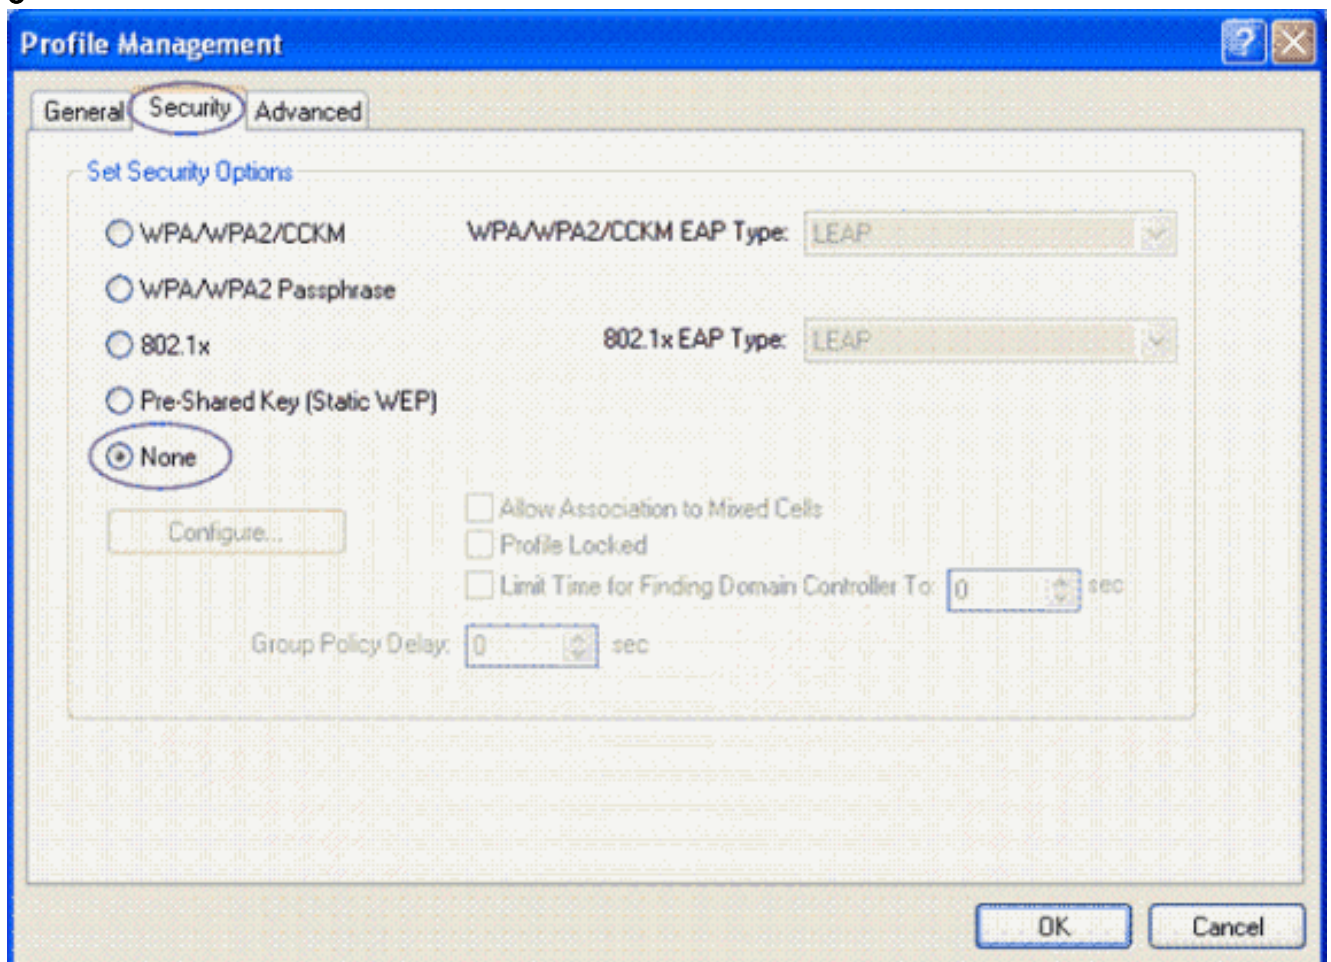 Profile Management
General Security Advanced
Set Security Options
WPA/WPA2/CCKM WPA/WPA2/CCKM EAP Type: LEAP
WPA/WPA2 Passphrase
802.1x 802.1x EAP Type: LEAP
Pre-Shared Key (Static WEP)
None
Configure... Allow Association to Mixed Cells
Profile Locked
Limit Time for Finding Domain Controller To: 0 sec
Group Policy Delay: 0 sec
OK Cancel